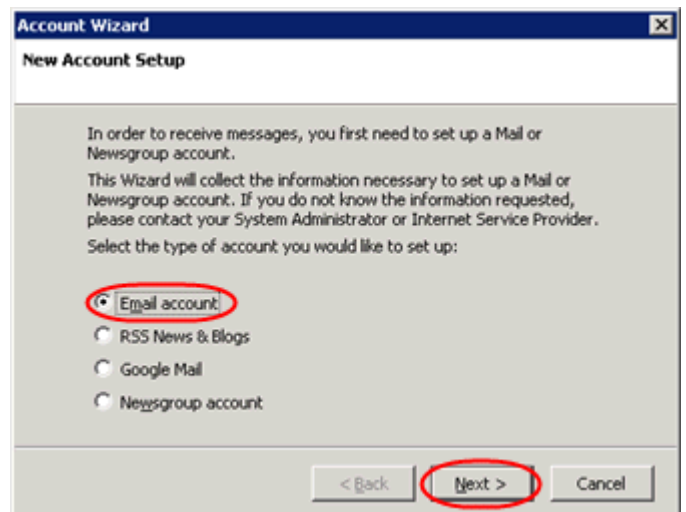 Account Wizard
New Account Setup
In order to receive messages, you first need to set up a Mail or
Newsgroup account.
This Wizard will collect the information necessary to set up a Mail or
Newsgroup account. If you do not know the information requested,
please contact your System Administrator or Internet Service Provider.
Select the type of account you would like to set up:
Email account
RSS News & Blogs
Google Mail
Newsgroup account
< Back Next > Cancel